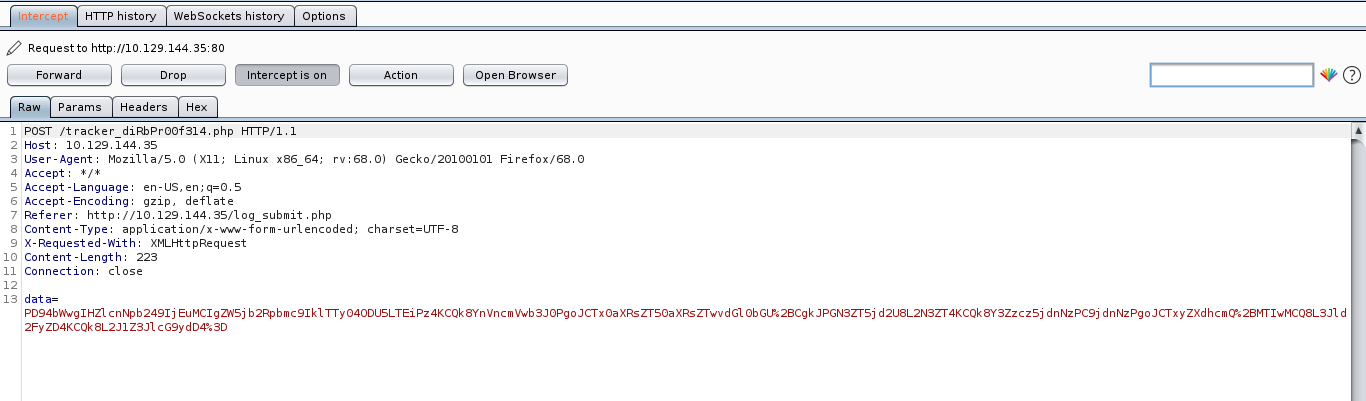 Intercept
HTTP history
WebSockets history
Options
Request to http://10.129.144.35:80
Forward
Drop
Intercept is on
Action
Open Browser
?
Raw
Params
Headers
Hex
1 POST /tracker_diRbPr00f314.php HTTP/1.1
2 Host: 10.129.144.35
3 User-Agent: Mozilla/5.0 (X11; Linux x86_64; rv:68.0) Gecko/20100101 Firefox/68.0
4 Accept: */*
5 Accept-Language: en-US,en;q=0.5
6 Accept-Encoding: gzip, deflate
7 Referer: http://10.129.144.35/log_submit.php
8 Content-Type: application/x-www-form-urlencoded; charset=UTF-8
9 X-Requested-With: XMLHttpRequest
10 Content-Length: 223
11 Connection: close
12
13 data=
PD94bWwgIHZlcnNpb249IjEuMCIgZW5jb2Rpbmc9IklTTy04ODU5LTEiPz4KCQk8YnVncmVwb3J0PgoJCTx0aXRsZT50aXRsZTwvdGl0bGU%2BCgkJPGN3ZT5jd2U8L2N3ZT4KCQk8Y3Zzcz5jdnNzPC9jdnNzPgoJCTxyZXdhcmQ%2BMTIwMCQ8L3Jld
2FyZD4KCQk8L2J1Z3JlcG9ydD4%3D